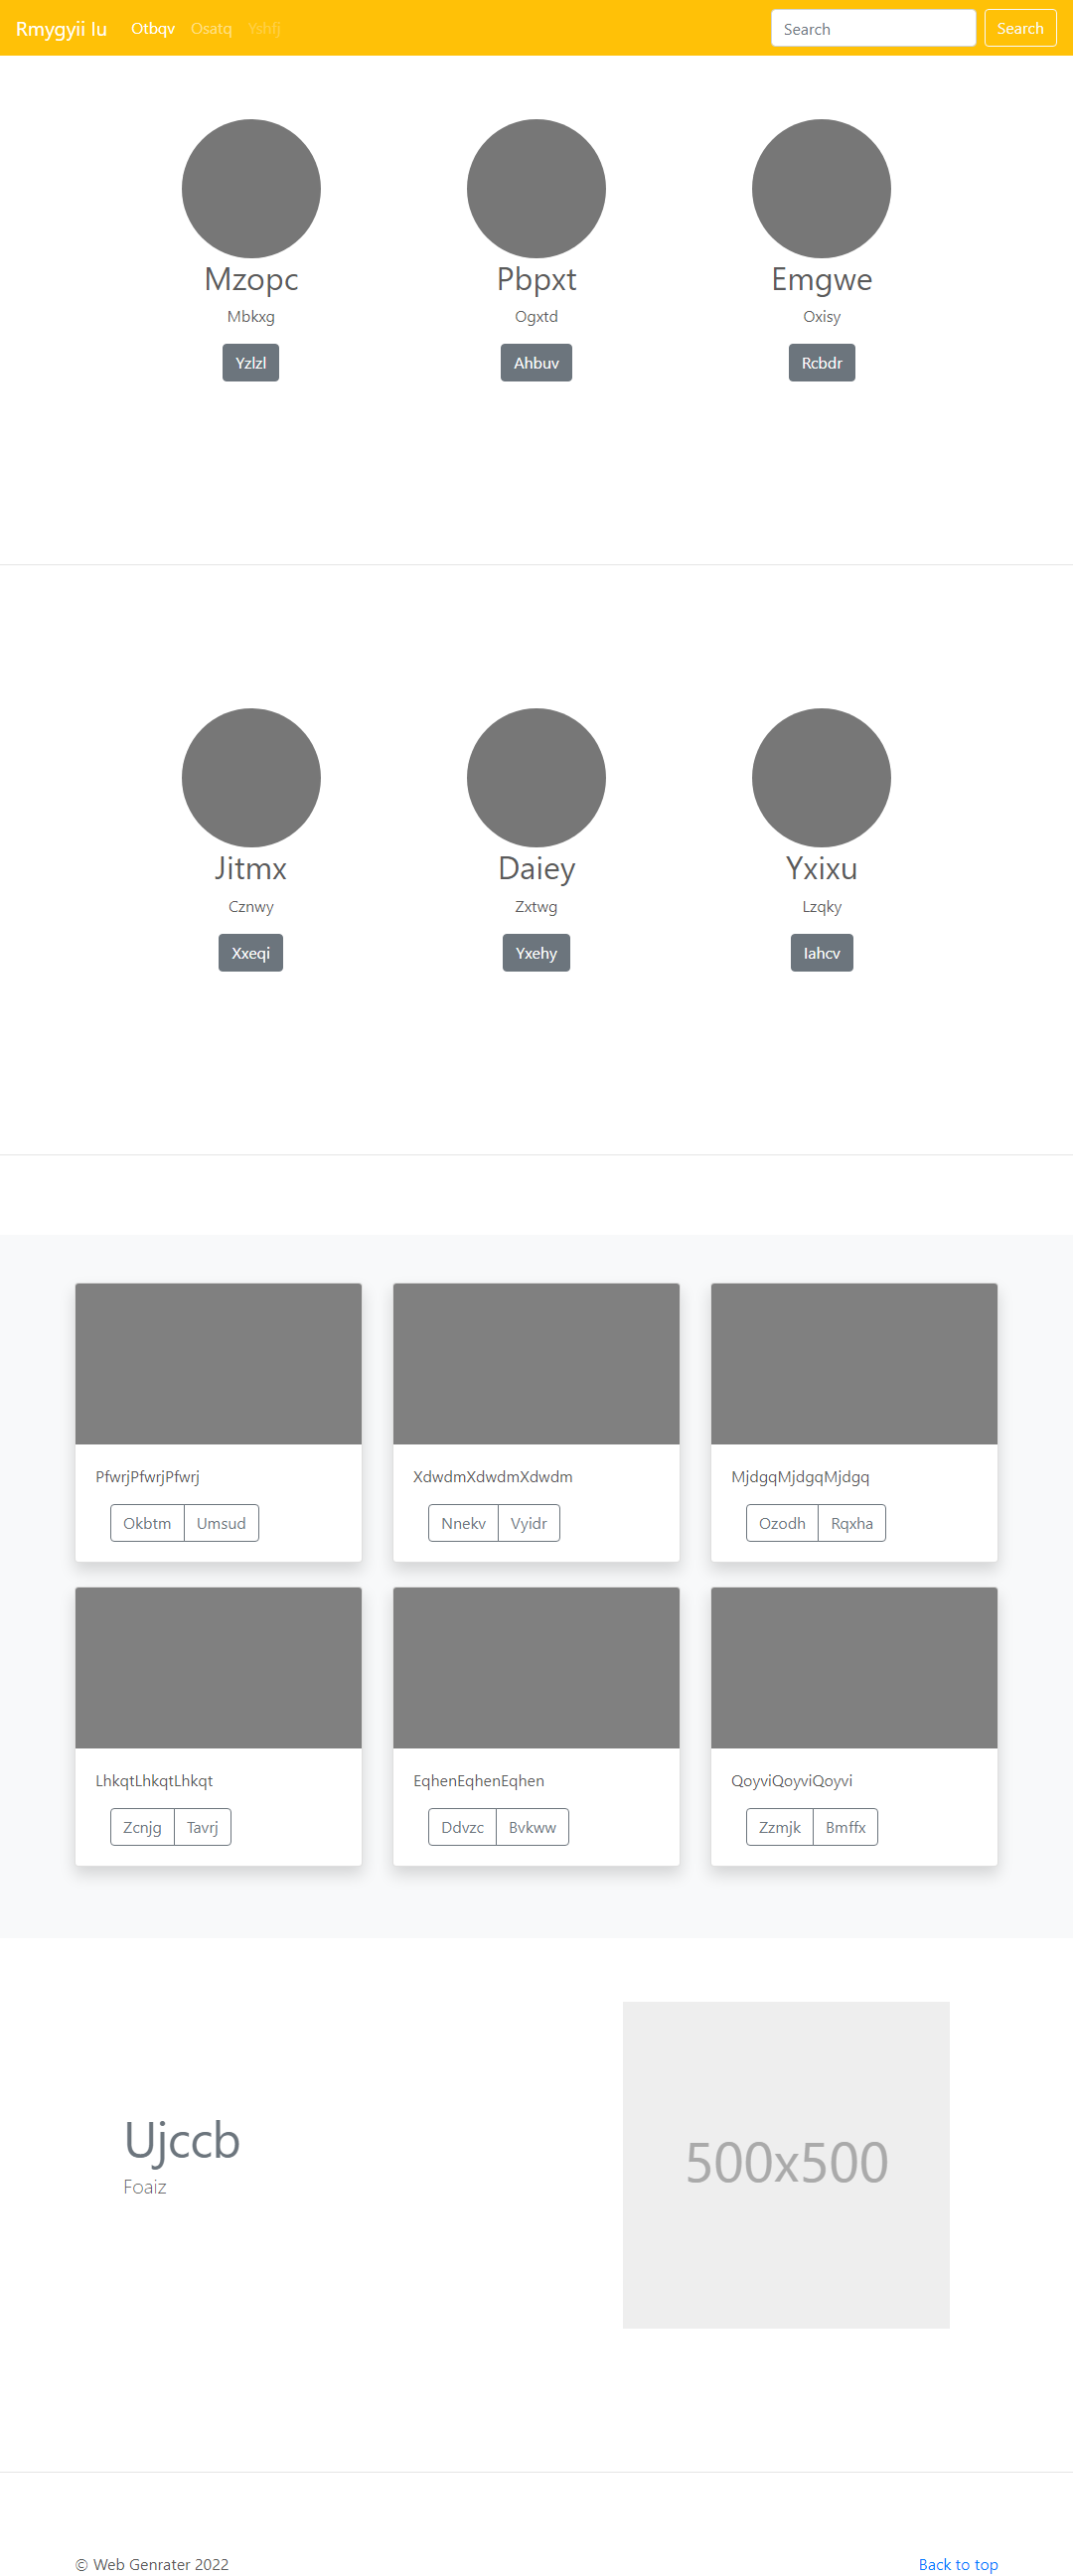 Rmygyii lu Otbqv Osatq Yshfj Search Search
Mzopc Pbpxt Emgwe
Mbkxg Ogxtd Oxisy
Yzlzl Ahbuv Rcbdr
Jitmx Daiey Yxixu
Cznwy Zxtwg Lzqky
Xxeqi Yxehy Iahcv
PfwrjPfwrjPfwrj XdwdmXdwdmXdwdm MjdgqMjdgqMjdgq
Okbtm Umsud Nnekv Vyidr Ozodh Rqxha
LhkqtLhkqtLhkqt EqhenEqhenEqhen QoyviQoyviQoyvi
Zcnjg Tavrj Ddvzc Bvkww Zzmjk Bmffx
Ujccb
Foaiz
500x500
© Web Genrater 2022 Back to top